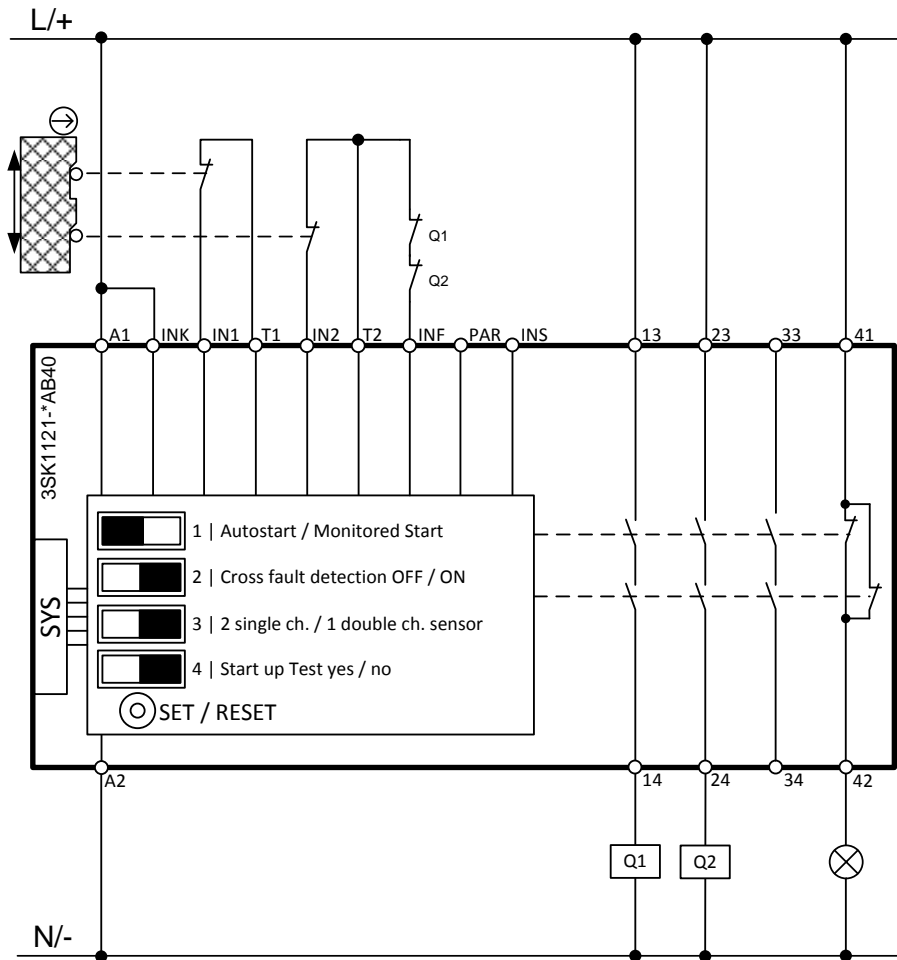 L/+
Q1
Q2
A1 INK IN1 T1 IN2 T2 INF PAR INS 13 23 33 41
3SK1121-*AB40
1 | Autostart / Monitored Start
2 | Cross fault detection OFF / ON
3 | 2 single ch. / 1 double ch. sensor
4 | Start up Test yes / no
SYS
SET / RESET
A2 14 24 34 42
Q1 Q2
N/-